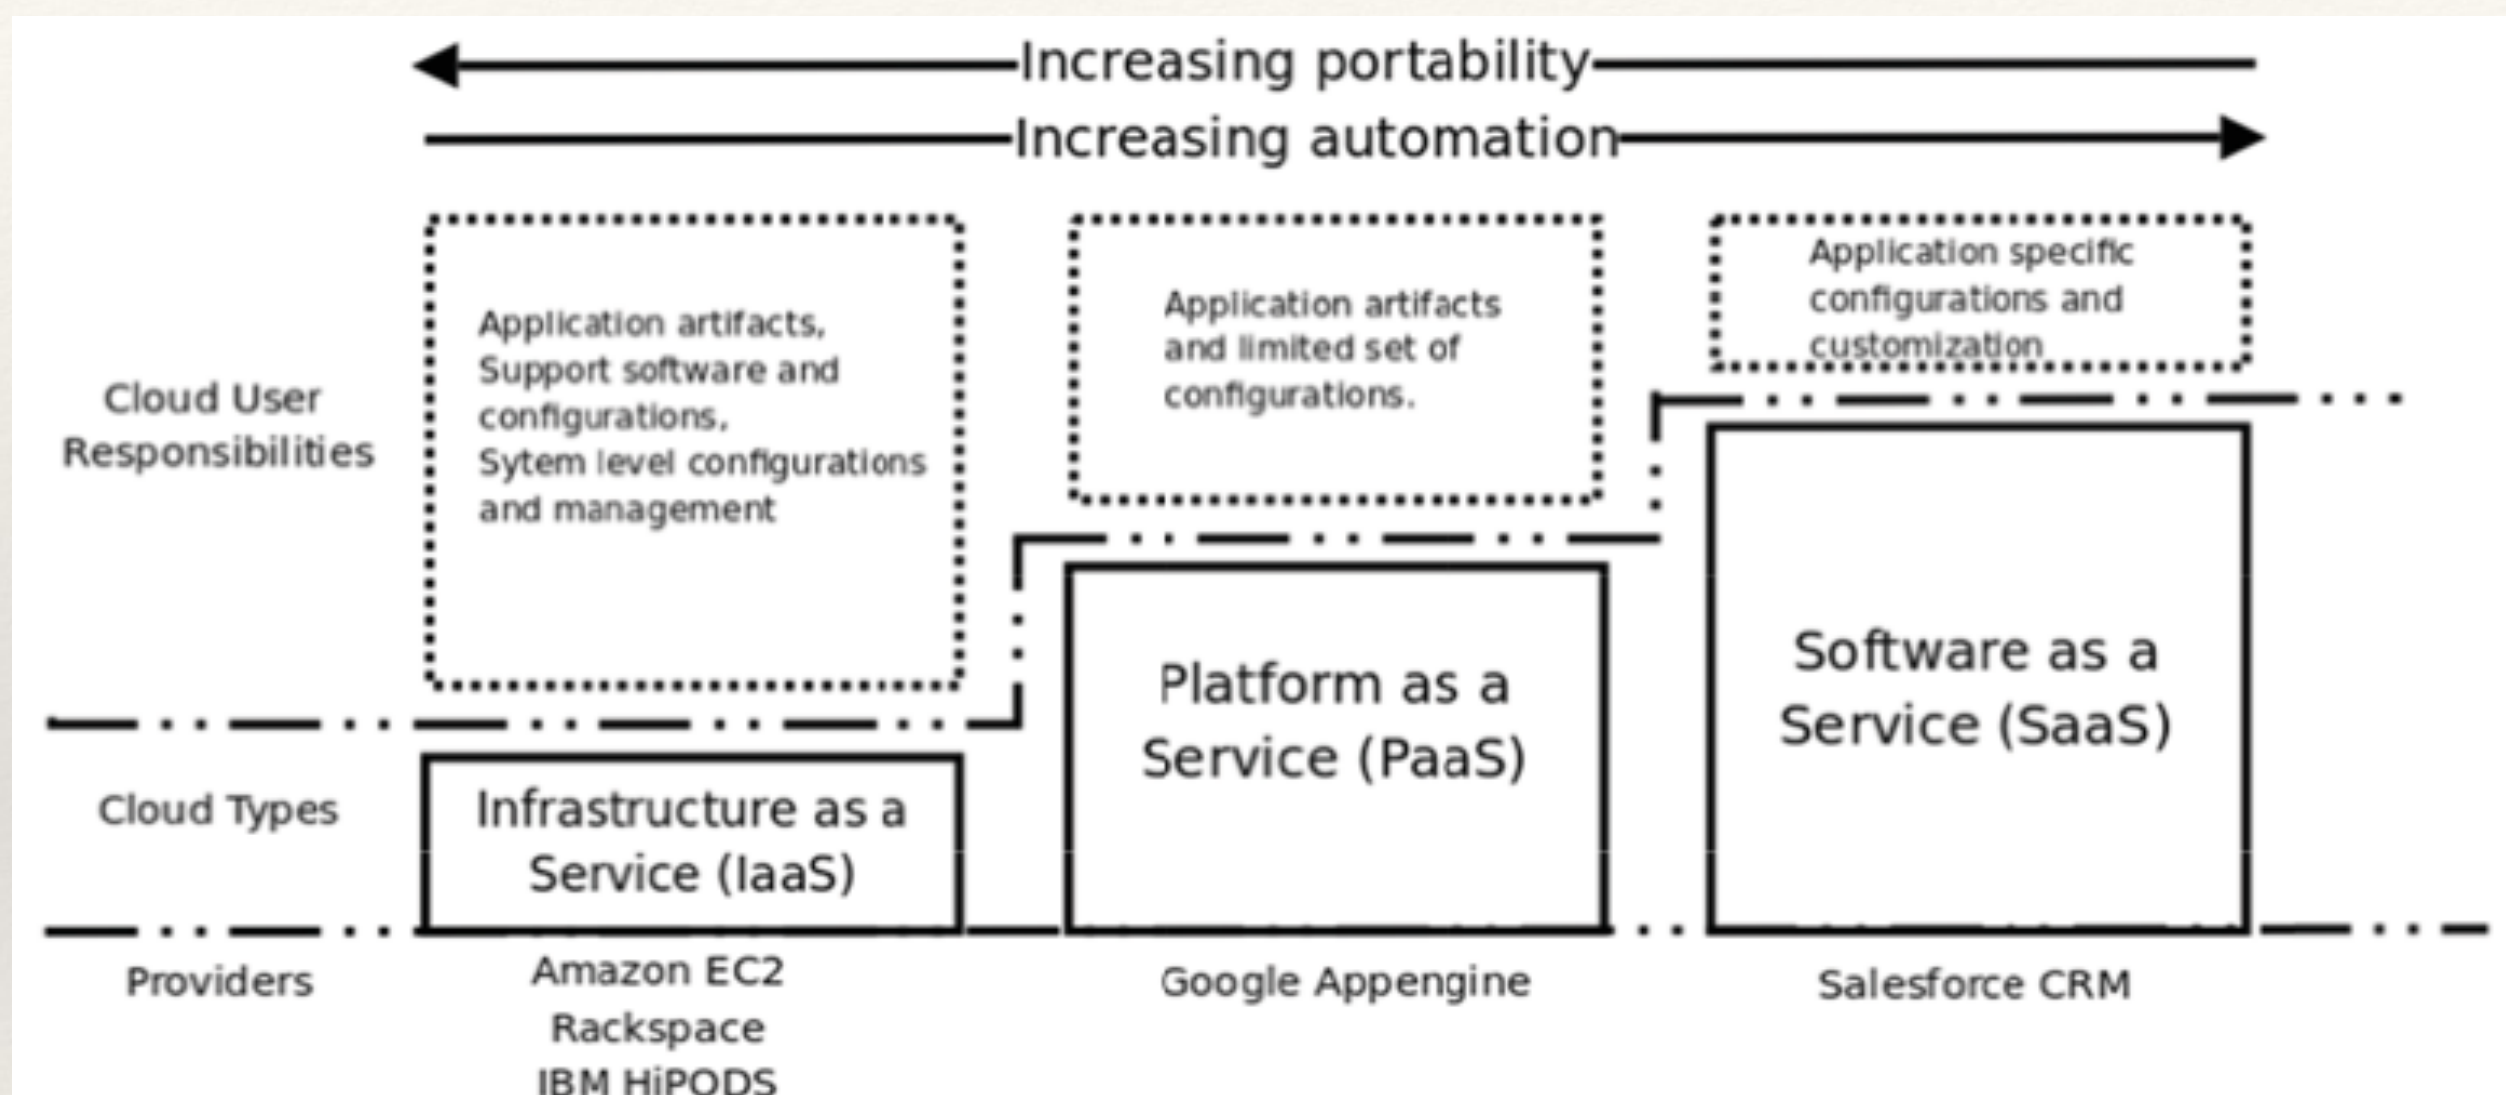 Increasing portability
Increasing automation
Cloud User
Responsibilities
Application artifacts,
Support software and
configurations,
Sytem level configurations
and management
Application artifacts
and limited set of
configurations.
Application specific
configurations and
customization
Cloud Types
Infrastructure as a
Service (IaaS)
Platform as a
Service (PaaS)
Software as a
Service (SaaS)
Providers
Amazon EC2
Rackspace
IBM HiPODS
Google Appengine
Salesforce CRM